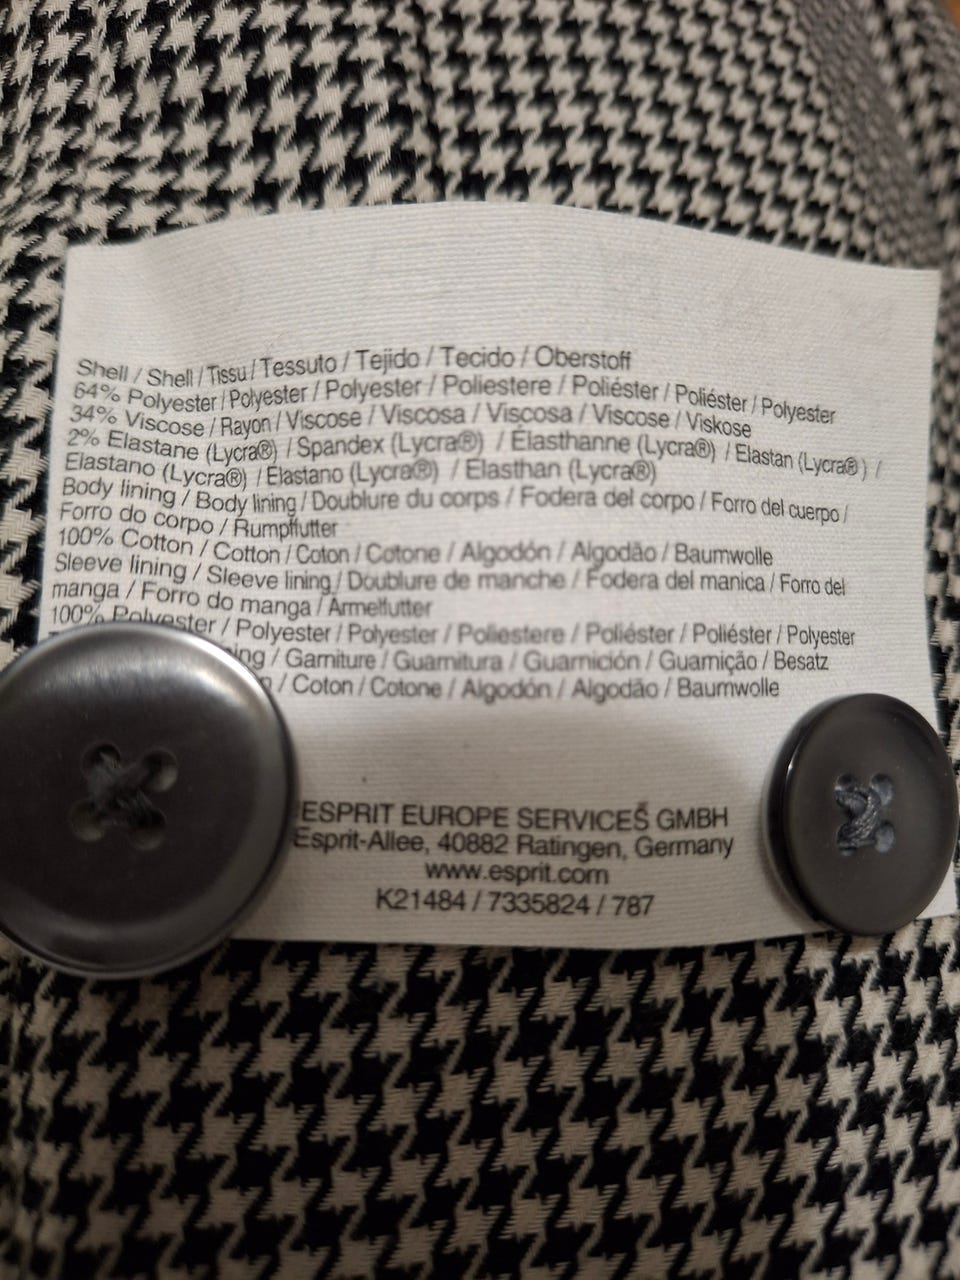 Shell / Shell / Tissu / Tessuto / Tejido / Tecido / Oberstoff
64% Polyester / Polyester / Polyester / Poliestere / Poliéster / Poliéster / Polyester
34% Viscose / Rayon / Viscose / Viscosa / Viscosa / Viscose / Viskose
2% Elastane (Lycra®) / Spandex (Lycra®) / Élasthanne (Lycra®) / Elastan (Lycra®) /
Elastano (Lycra®) / Elastano (Lycra®) / Elasthan (Lycra®)
Body lining / Body lining / Doublure du corps / Fodera del corpo / Forro del cuerpo /
Forro do corpo / Rumpffutter
100% Cotton / Cotton / Coton / Cotone / Algodón / Algodão / Baumwolle
Sleeve lining / Sleeve lining / Doublure de manche / Fodera del manica / Forro del
manga / Forro do manga / Ärmelfutter
100% Polyester / Polyester / Polyester / Poliestere / Poliéster / Poliéster / Polyester
/ Garniture / Guarnitura / Guarnición / Guarnição / Besatz
/ Coton / Cotone / Algodón / Algodão / Baumwolle
ESPRIT EUROPE SERVICES GMBH
Esprit-Allee, 40882 Ratingen, Germany
www.esprit.com
K21484 / 7335824 / 787